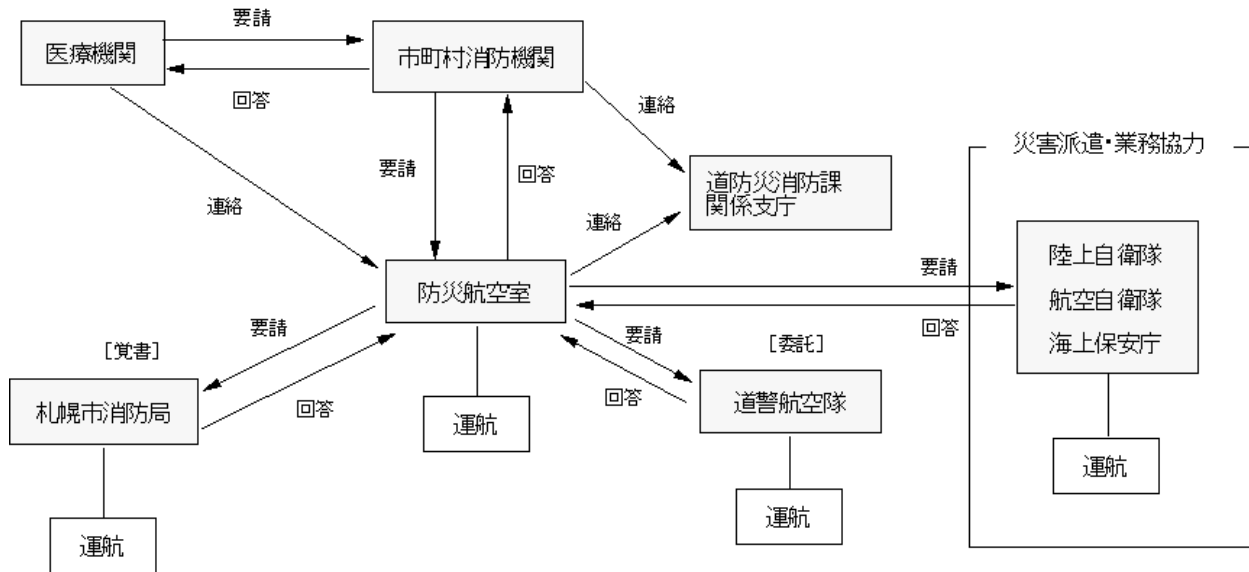 要請
医療機関
市町村消防機関
回答
連絡
要請
回答
災害派遣・業務協力
道防災消防課
関係支庁
連絡
連絡
陸上自衛隊
要請
防災航空室
航空自衛隊
要請
[覚書]
要請
[委託]
回答
海上保安庁
札幌市消防局
回答
回答
道警航空隊
運航
運航
運航
運航